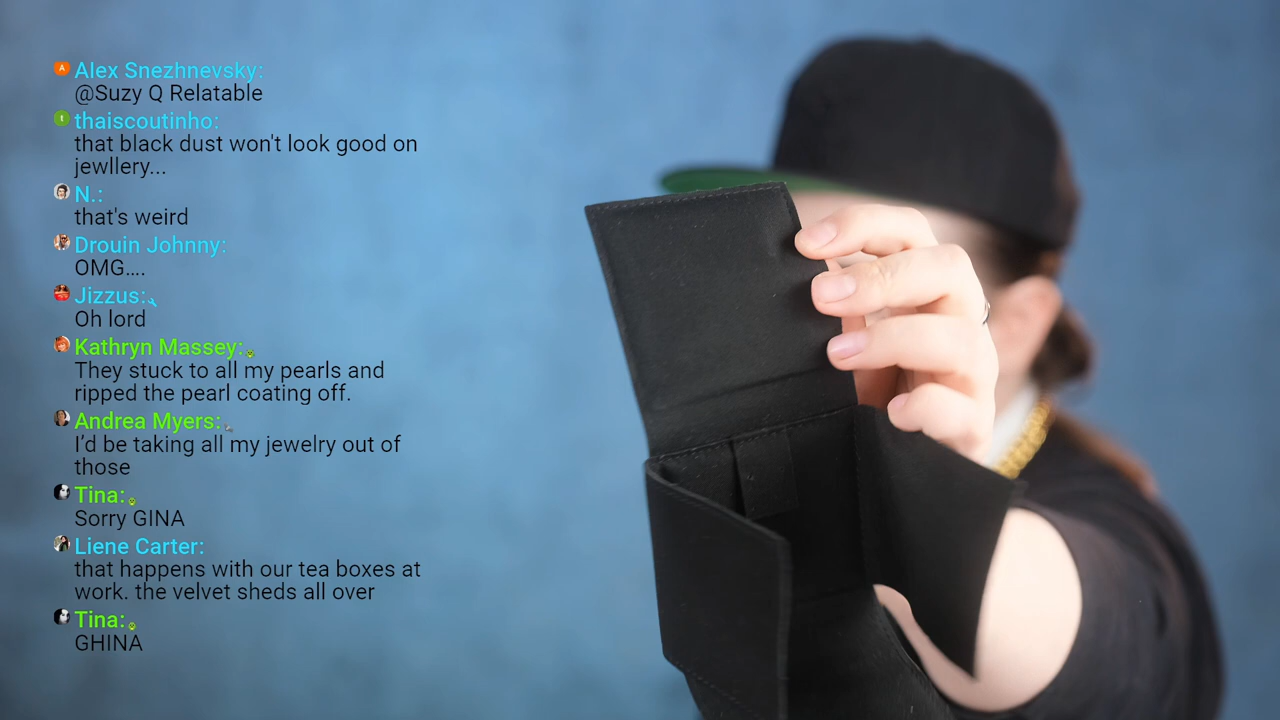 A Alex Snezhnevsky:
@Suzy Q Relatable
t thaiscoutinho:
that black dust won't look good on
jewllery...
N.:
that's weird
Drouin Johnny:
OMG....
Jizzus:
Oh lord
Kathryn Massey:
They stuck to all my pearls and
ripped the pearl coating off.
Andrea Myers:
I'd be taking all my jewelry out of
those
Tina:
Sorry GINA
Liene Carter:
that happens with our tea boxes at
work. the velvet sheds all over
Tina:
GHINA